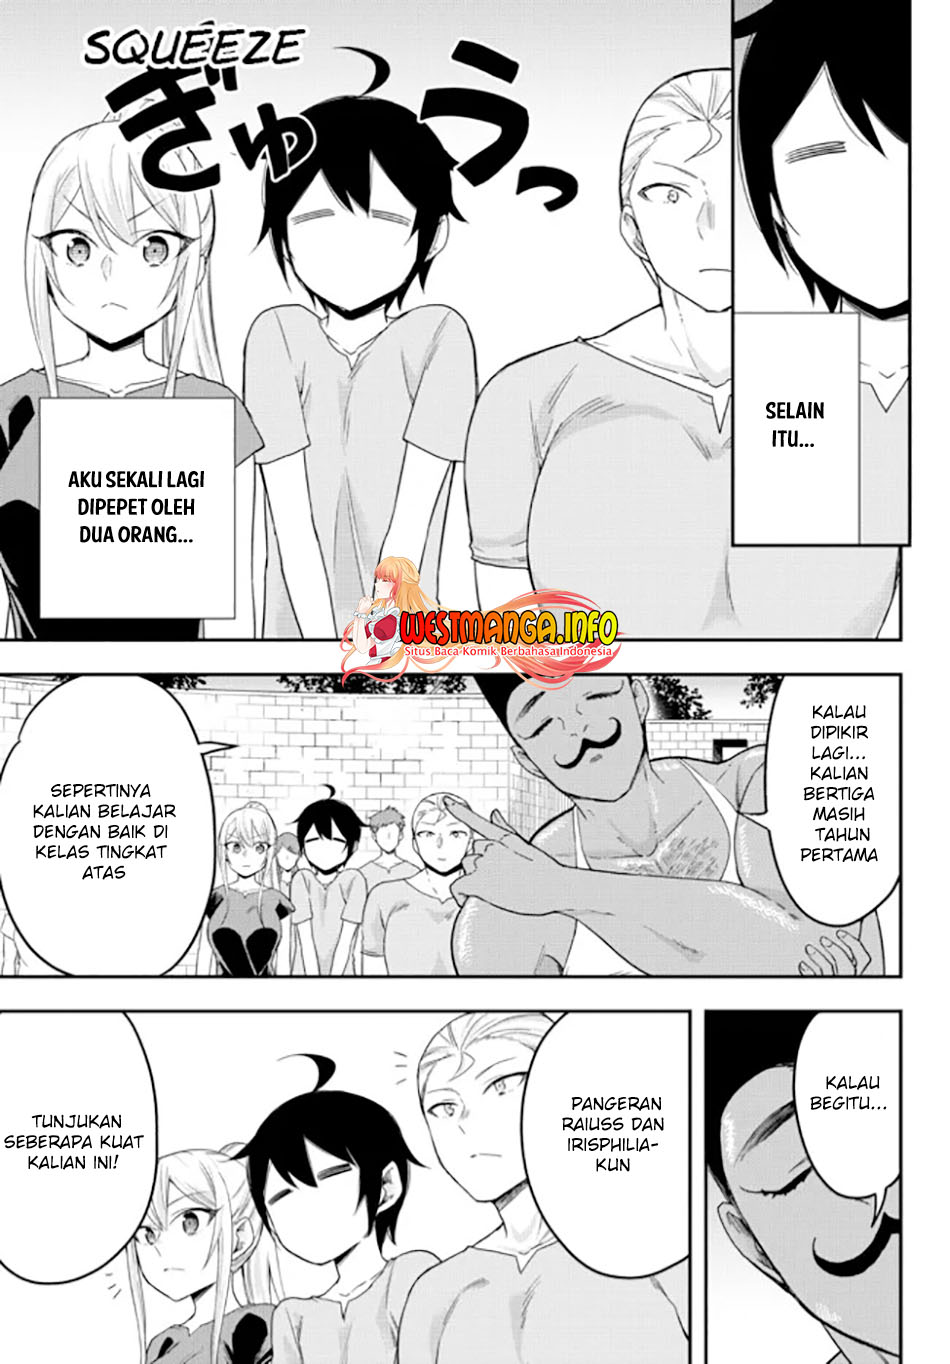 SELAIN
ITU...
SQUEEZE
ぎゅうっ
AKU SEKALI LAGI
DIPEPET OLEH
DUA ORANG...
WESTMANGA.INFO
Situs Baca Komik Berbahasa Indonesia
KALAU
DIPIKIR
LAGI...
KALIAN
BERTIGA
MASIH
TAHUN
PERTAMA
SEPERTINYA
KALIAN BELAJAR
DENGAN BAIK DI
KELAS TINGKAT
ATAS
KALAU
BEGITU...
PANGERAN
RAIUSS DAN
IRISPHILIA-
KUN
TUNJUKAN
SEBERAPA KUAT
KALIAN INI!